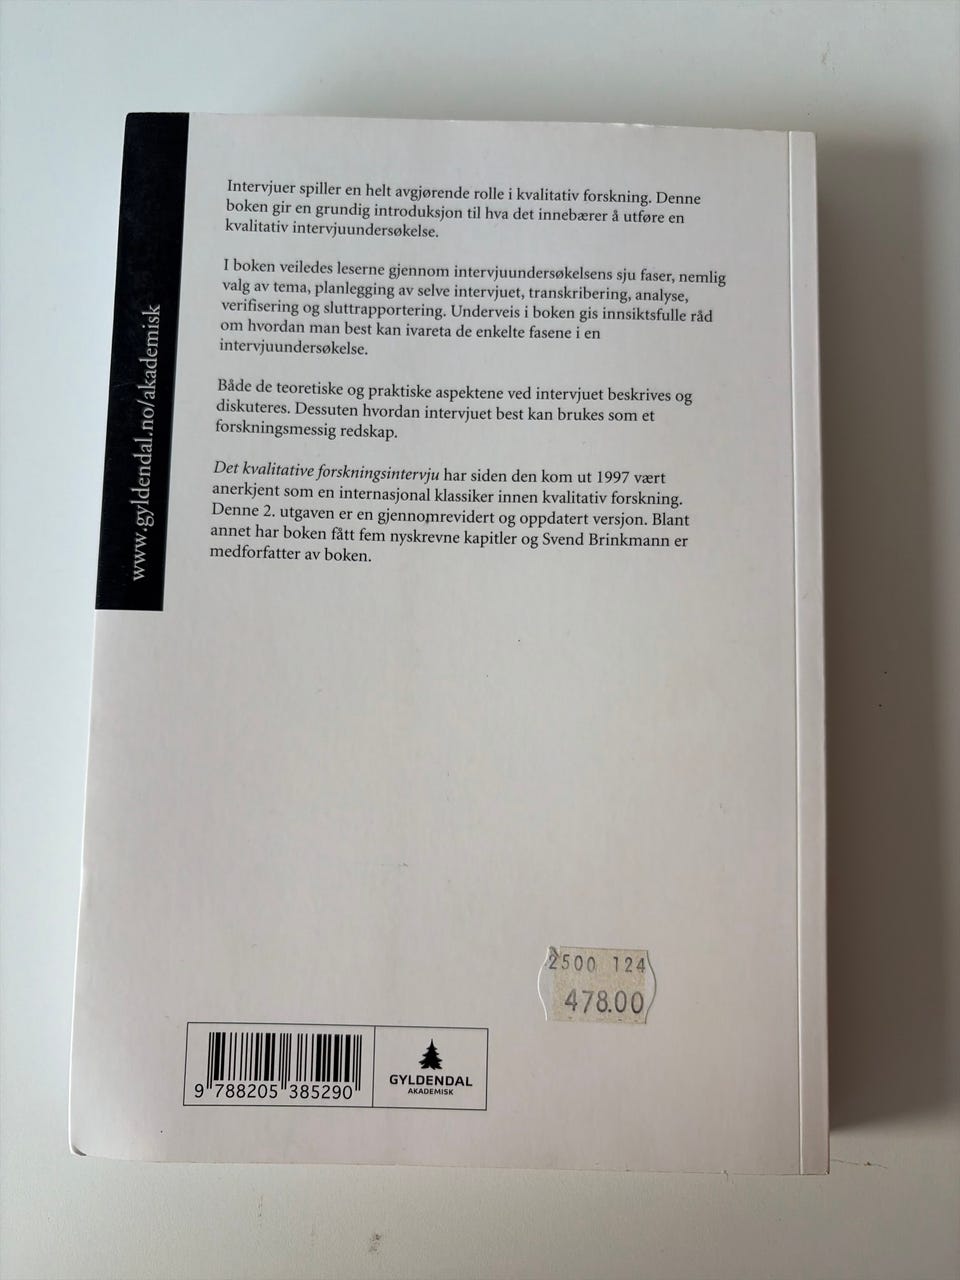 Intervjuer spiller en helt avgjørende rolle i kvalitativ forskning. Denne
boken gir en grundig introduksjon til hva det innebærer å utføre en
kvalitativ intervjuundersøkelse.
I boken veiledes leserne gjennom intervjuundersøkelsens sju faser, nemlig
valg av tema, planlegging av selve intervjuet, transkribering, analyse,
verifisering og sluttrapportering. Underveis i boken gis innsiktsfulle råd
om hvordan man best kan ivareta de enkelte fasene i en
intervjuundersøkelse.
Både de teoretiske og praktiske aspektene ved intervjuet beskrives og
diskuteres. Dessuten hvordan intervjuet best kan brukes som et
forskningsmessig redskap.
Det kvalitative forskningsintervju har siden den kom ut 1997 vært
anerkjent som en internasjonal klassiker innen kvalitativ forskning.
Denne 2. utgaven er en gjennomrevidert og oppdatert versjon. Blant
annet har boken fått fem nyskrevne kapitler og Svend Brinkmann er
medforfatter av boken.
www.gyldendal.no/akademisk
2500 124
478.00
9 788205 385290
GYLDENDAL
AKADEMISK